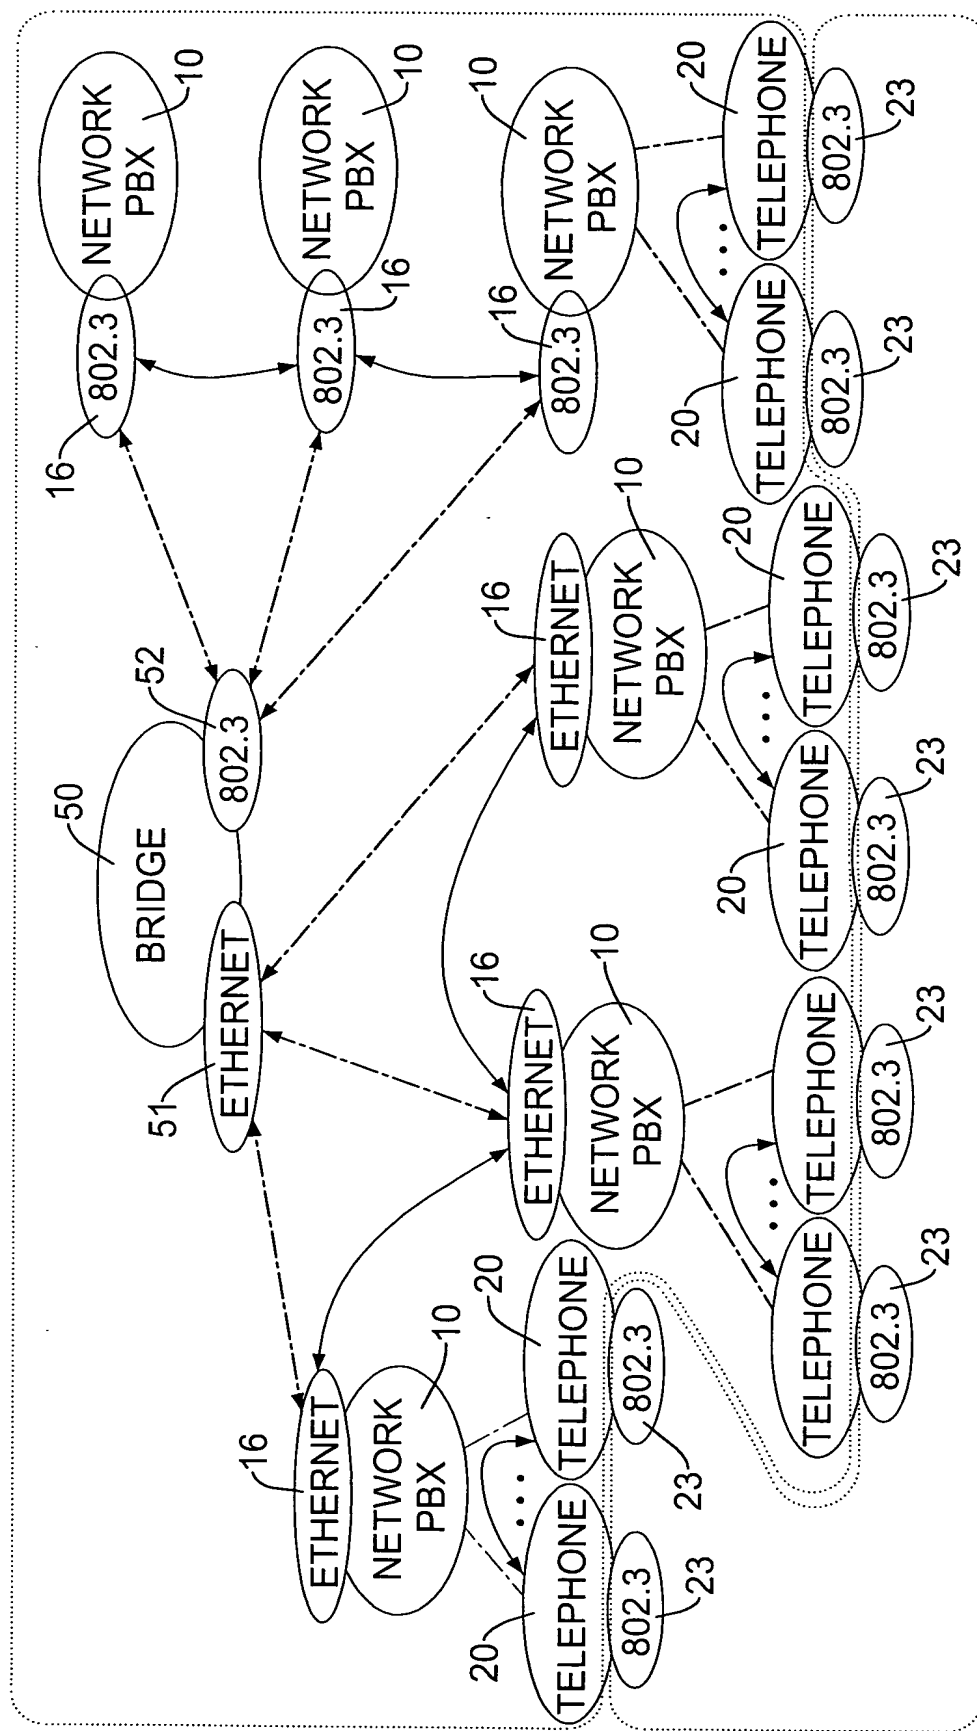 50
BRIDGE
51
ETHERNET
52
802.3
16
802.3
NETWORK
PBX
10
802.3
16
NETWORK
PBX
10
16
802.3
NETWORK
PBX
10
16
ETHERNET
NETWORK
PBX
10
16
ETHERNET
NETWORK
PBX
10
16
ETHERNET
NETWORK
PBX
10
20
TELEPHONE
...
20
TELEPHONE
802.3
23
802.3
23
TELEPHONE
...
TELEPHONE
802.3
23
802.3
23
20
TELEPHONE
...
20
TELEPHONE
802.3
23
802.3
23
20
TELEPHONE
...
20
TELEPHONE
802.3
23
802.3
23